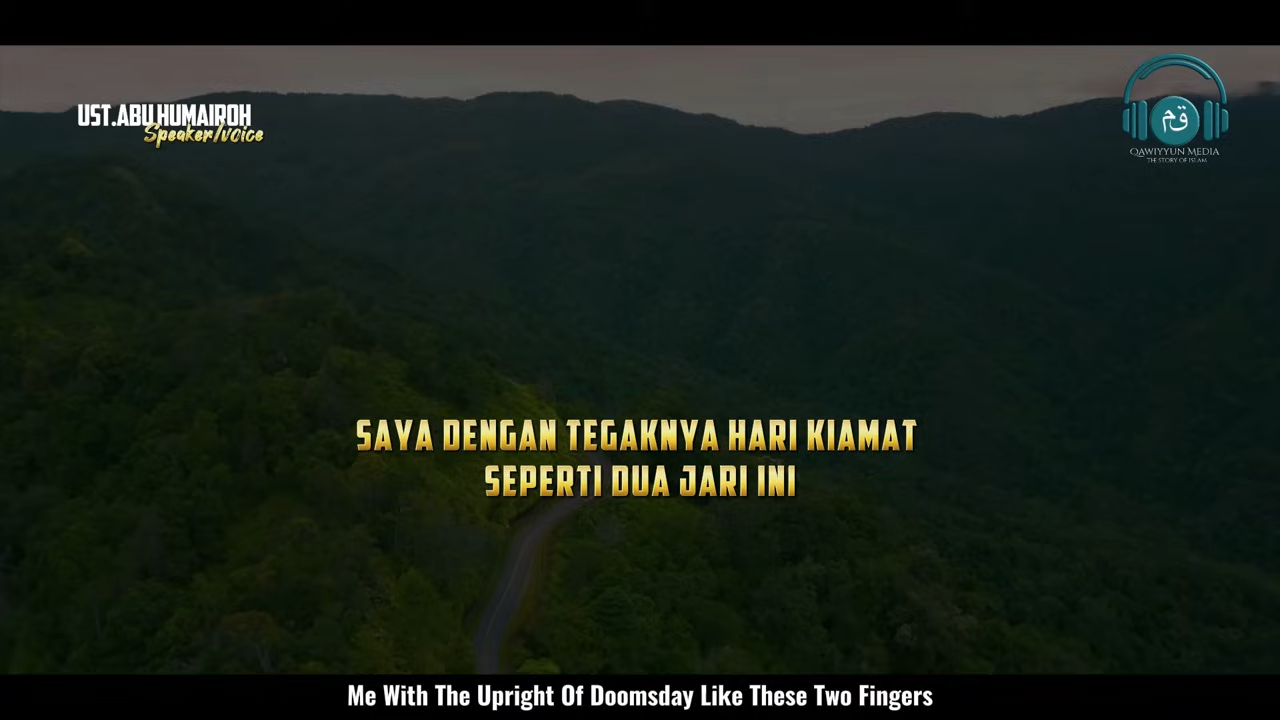 UST.ABU HUMAIROH
Speaker/voice
مق
QAWIYYUN MEDIA
THE STORY OF ISLAM
SAYA DENGAN TEGAKNYA HARI KIAMAT
SEPERTI DUA JARI INI
Me With The Upright Of Doomsday Like These Two Fingers